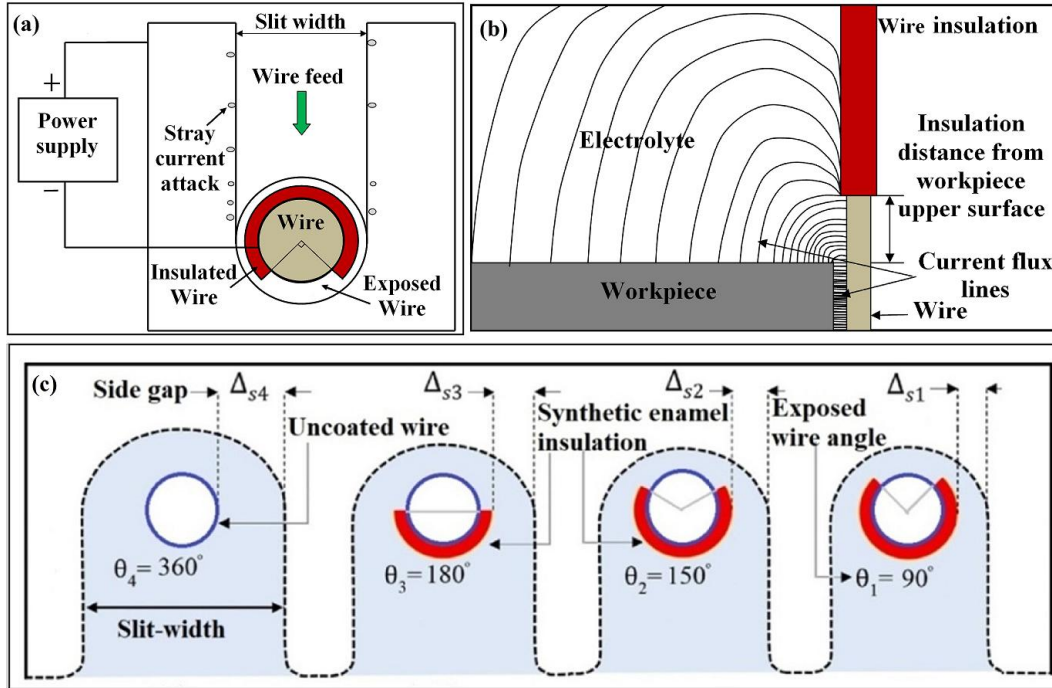 (a)
Slit width
Wire feed
+
Power
supply
−
Stray
current
attack
Wire
Insulated
Wire
Exposed
Wire
(b)
Wire insulation
Electrolyte
Insulation
distance from
workpiece
upper surface
Workpiece
Current flux
lines
Wire
(c)
Side gap
Δs4
Δs3
Δs2
Δs1
Uncoated wire
Synthetic enamel
insulation
Exposed
wire angle
θ4= 360°
θ3= 180°
θ2= 150°
θ1= 90°
Slit-width